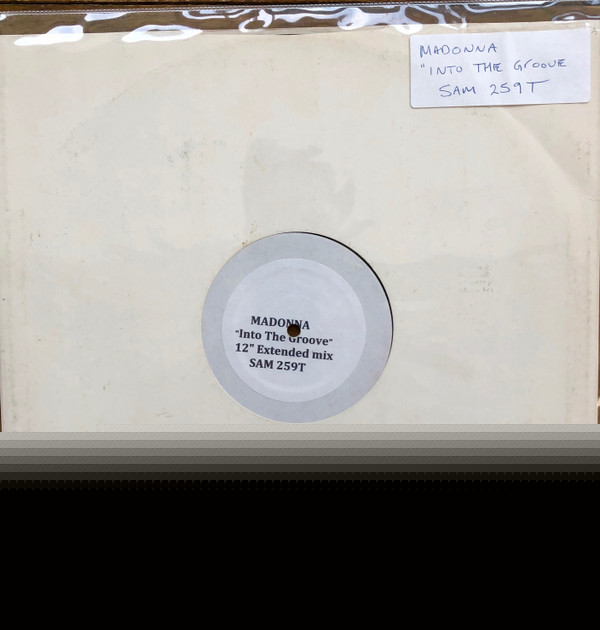 MADONNA
"INTO THE GROOVE
SAM 259T
MADONNA
"Into The Groove"
12" Extended mix
SAM 259T